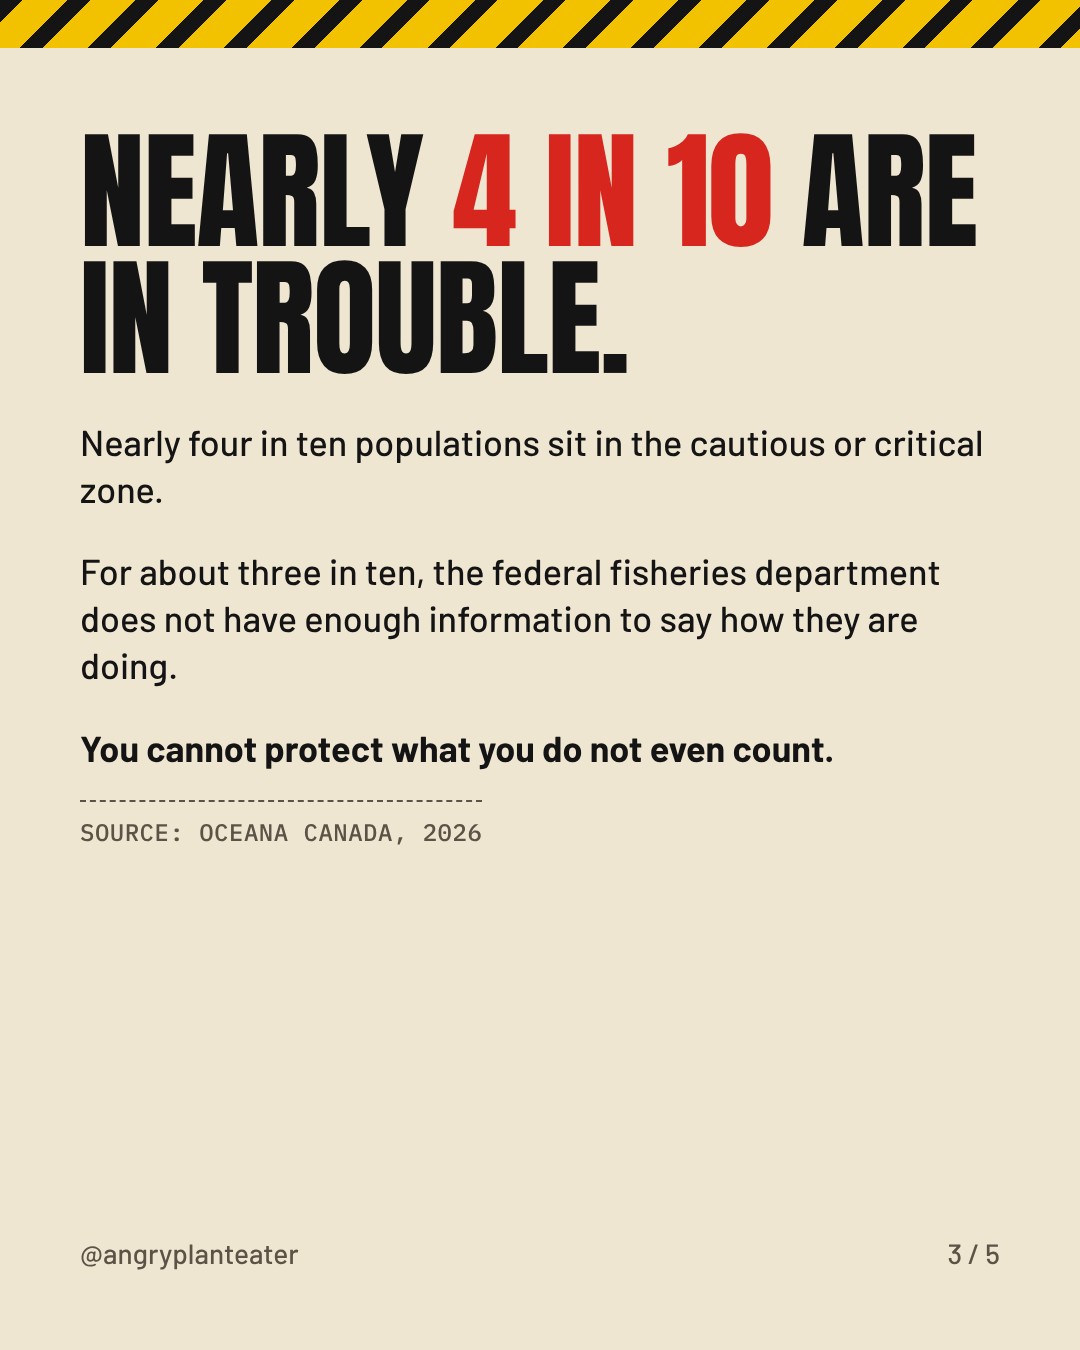 NEARLY 4 IN 10 ARE
IN TROUBLE.
Nearly four in ten populations sit in the cautious or critical
zone.
For about three in ten, the federal fisheries department
does not have enough information to say how they are
doing.
You cannot protect what you do not even count.
SOURCE: OCEANA CANADA, 2026
@angryplanteater
3 / 5